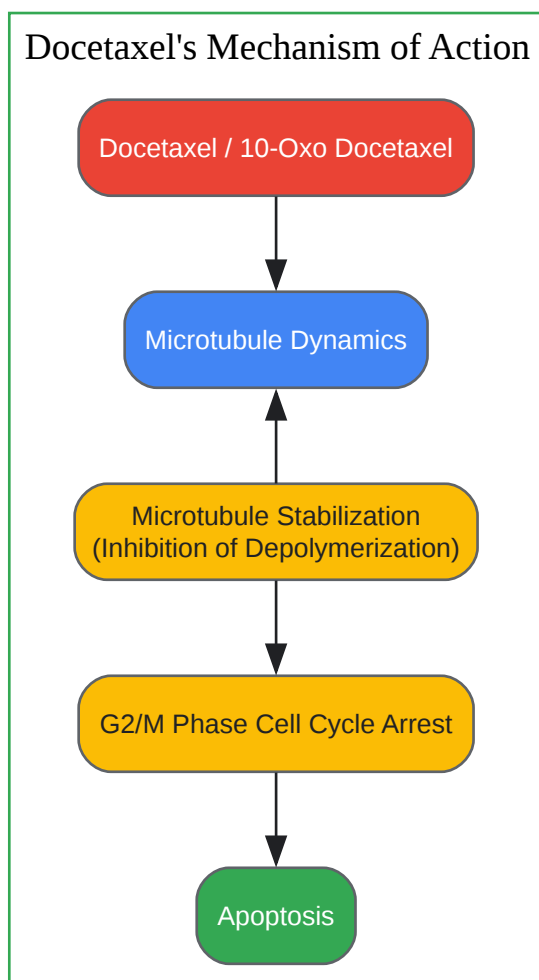 Docetaxel's Mechanism of Action
Docetaxel / 10-Oxo Docetaxel
Microtubule Dynamics
Microtubule Stabilization
(Inhibition of Depolymerization)
G2/M Phase Cell Cycle Arrest
Apoptosis